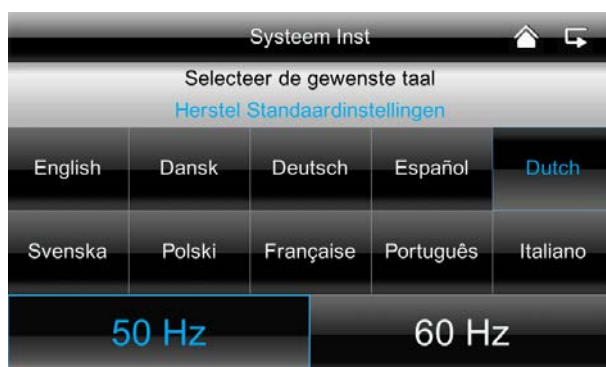 Systeem Inst
Selecteer de gewenste taal
Herstel Standaardinstellingen
English Dansk Deutsch Español Dutch
Svenska Polski Française Português Italiano
50 Hz 60 Hz